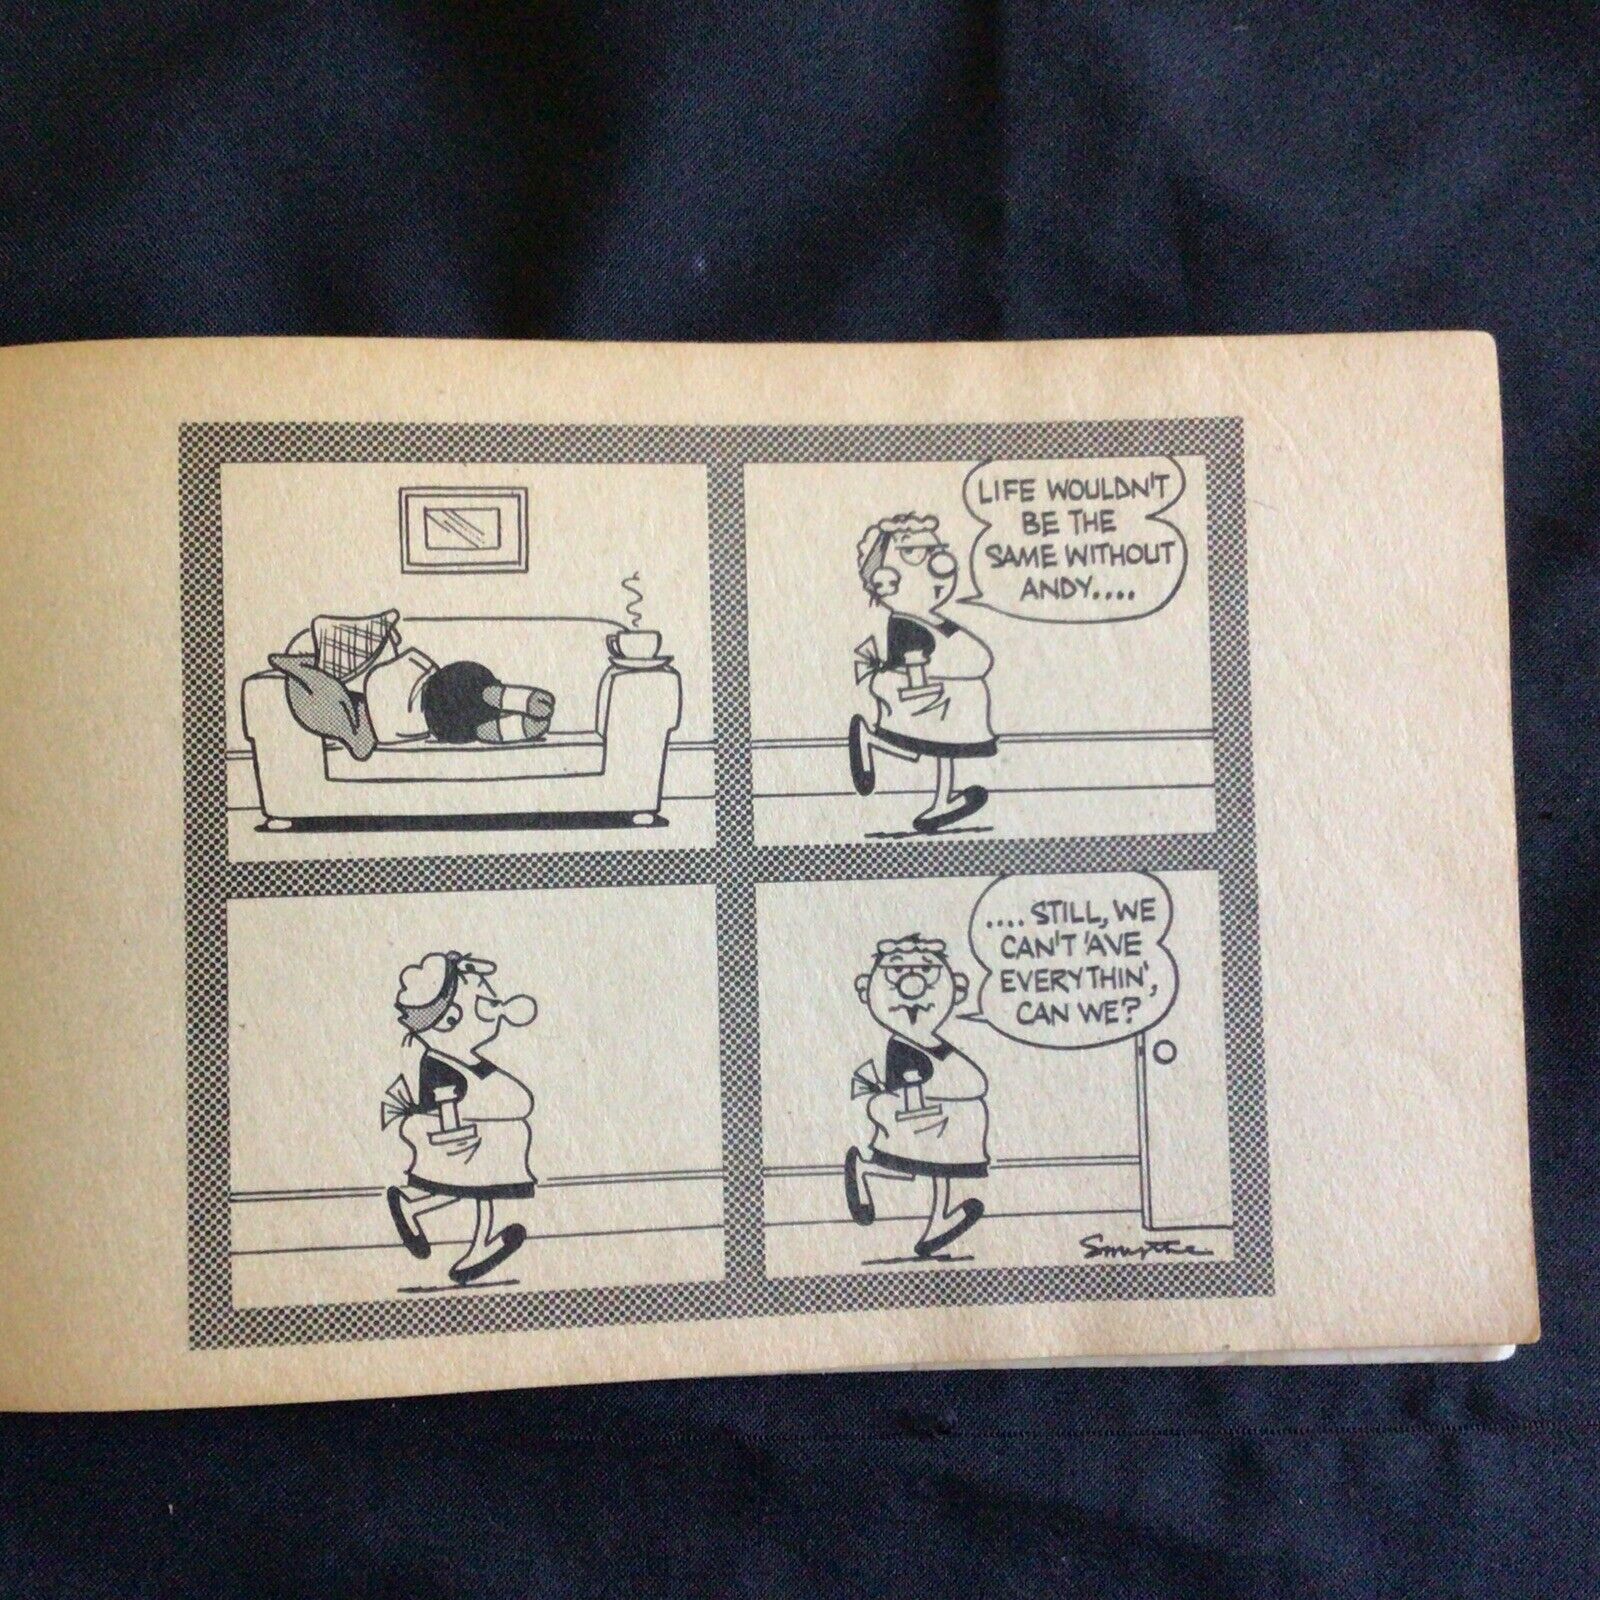 LIFE WOULDN'T
BE THE
SAME WITHOUT
ANDY....
.... STILL, WE
CAN'T 'AVE
EVERYTHIN',
CAN WE?
Smythe